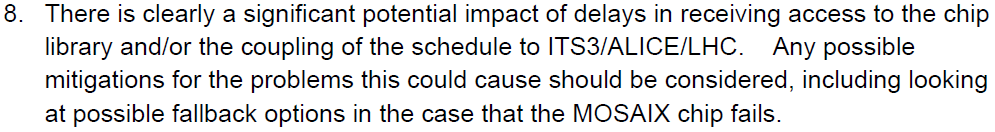 8. There is clearly a significant potential impact of delays in receiving access to the chip
library and/or the coupling of the schedule to ITS3/ALICE/LHC. Any possible
mitigations for the problems this could cause should be considered, including looking
at possible fallback options in the case that the MOSAIX chip fails.